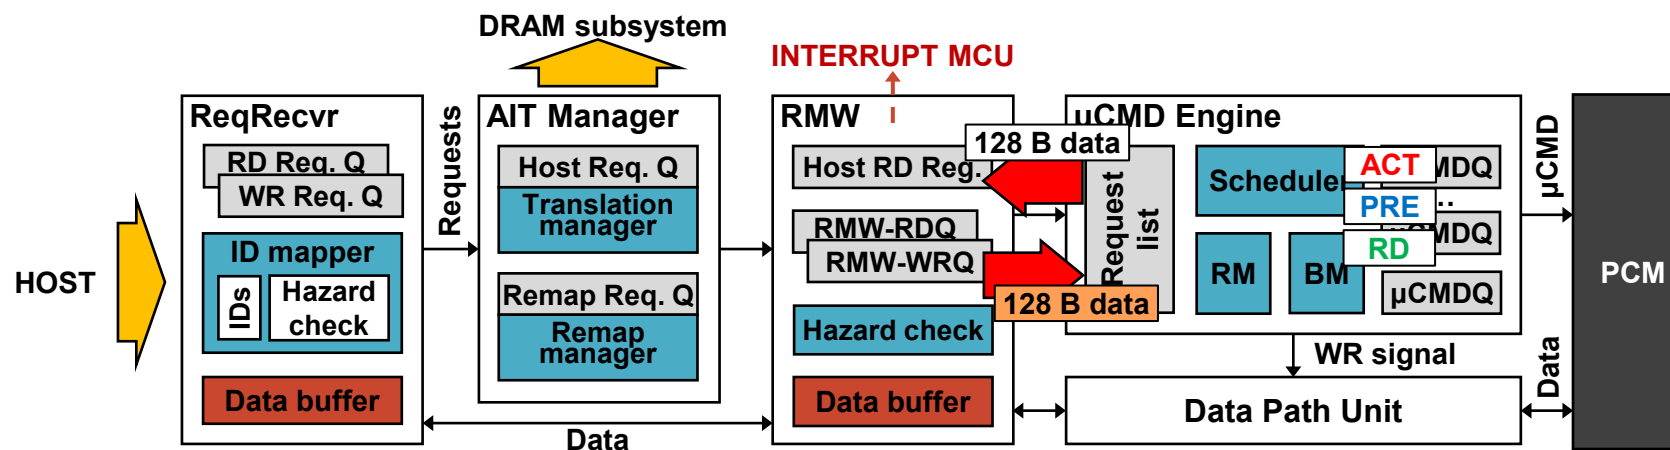 DRAM subsystem
INTERRUPT MCU
HOST
ReqRecvr
RD Req. Q
WR Req. Q
ID mapper
IDs
Hazard
check
Data buffer
Requests
AIT Manager
Host Req. Q
Translation
manager
Remap Req. Q
Remap
manager
Data
RMW
Host RD Reg.
RMW-RDQ
RMW-WRQ
Hazard check
Data buffer
128 B data
128 B data
µCMD Engine
Request
list
Scheduler
RM
BM
ACT
PRE
RD
µCMDQ
WR signal
Data Path Unit
µCMD
Data
PCM